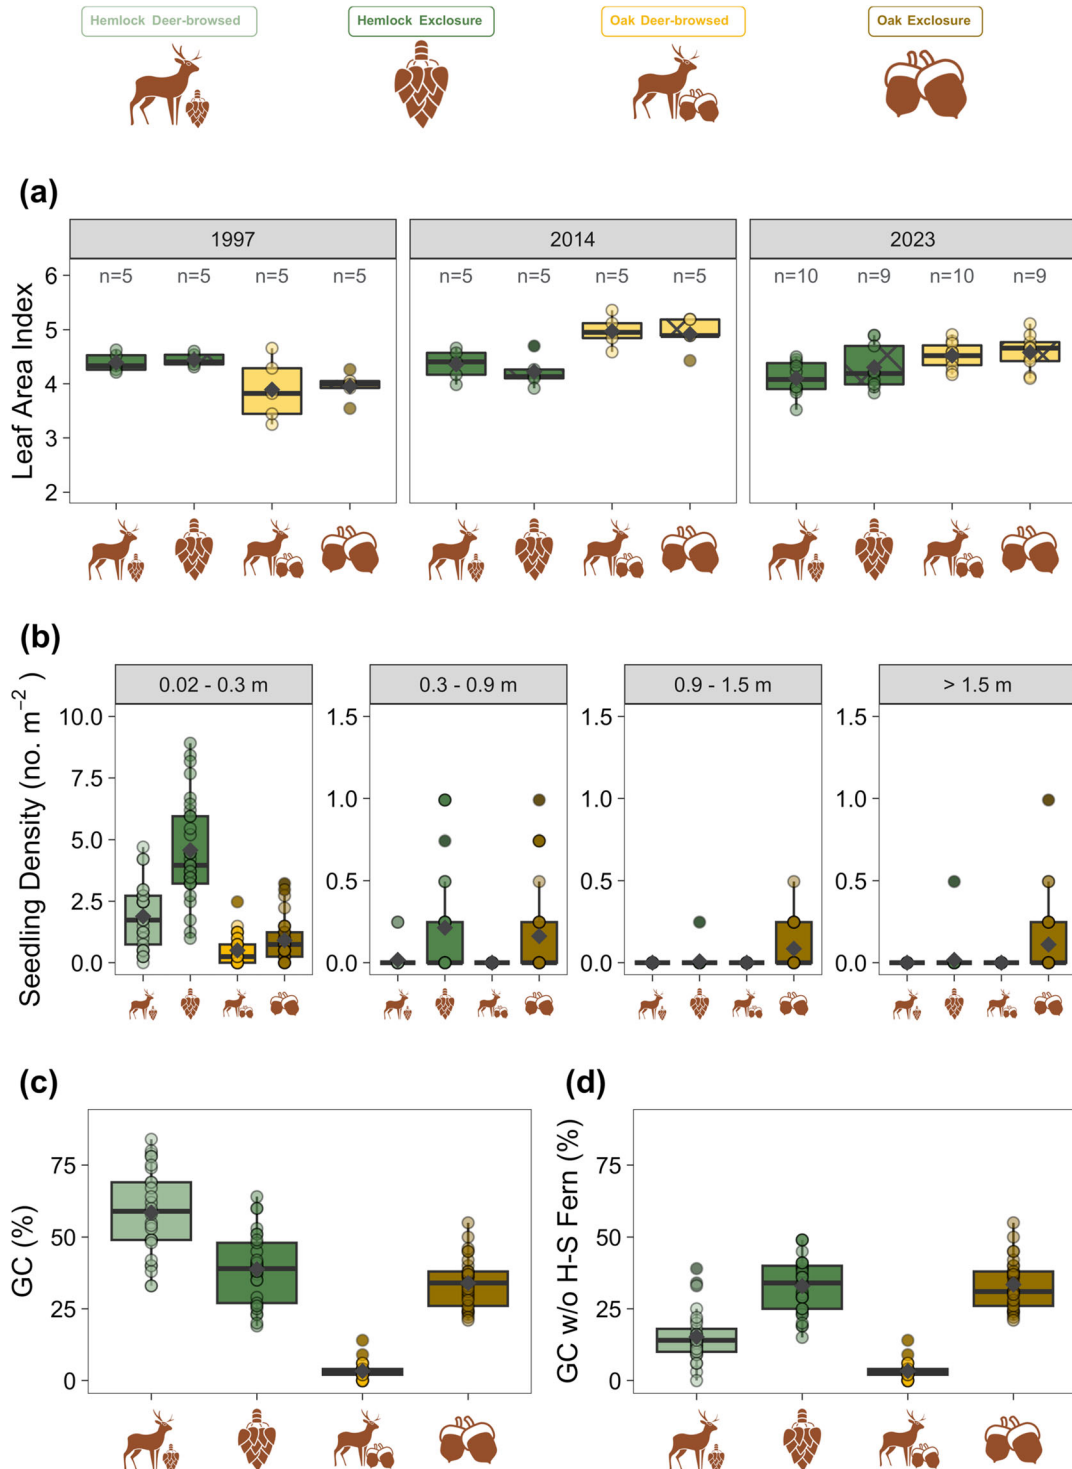 Hemlock Deer-browsed
Hemlock Exclosure
Oak Deer-browsed
Oak Exclosure
(a)
1997
2014
2023
n=5 n=5 n=5 n=5
n=5 n=5 n=5 n=5
n=10 n=9 n=10 n=9
Leaf Area Index
6
5
4
3
2
(b)
0.02 - 0.3 m
0.3 - 0.9 m
0.9 - 1.5 m
> 1.5 m
Seedling Density (no. m⁻²)
10.0
7.5
5.0
2.5
0.0
1.5
1.0
0.5
0.0
1.5
1.0
0.5
0.0
1.5
1.0
0.5
0.0
(c)
GC (%)
75
50
25
0
(d)
GC w/o H-S Fern (%)
75
50
25
0